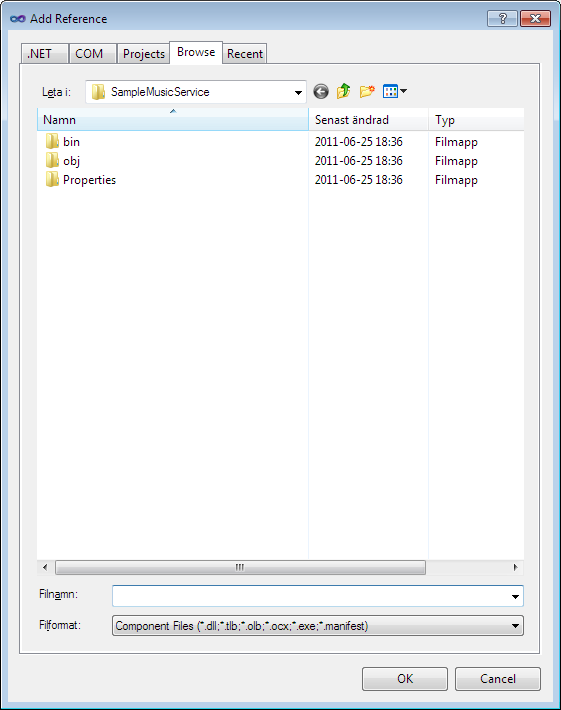 Add Reference
.NET COM Projects Browse Recent
Leta i: SampleMusicService
Namn Senast ändrad Typ
bin 2011-06-25 18:36 Filmapp
obj 2011-06-25 18:36 Filmapp
Properties 2011-06-25 18:36 Filmapp
Filnamn:
Filformat: Component Files (*.dll;*.tlb;*.olb;*.ocx;*.exe;*.manifest)
OK Cancel